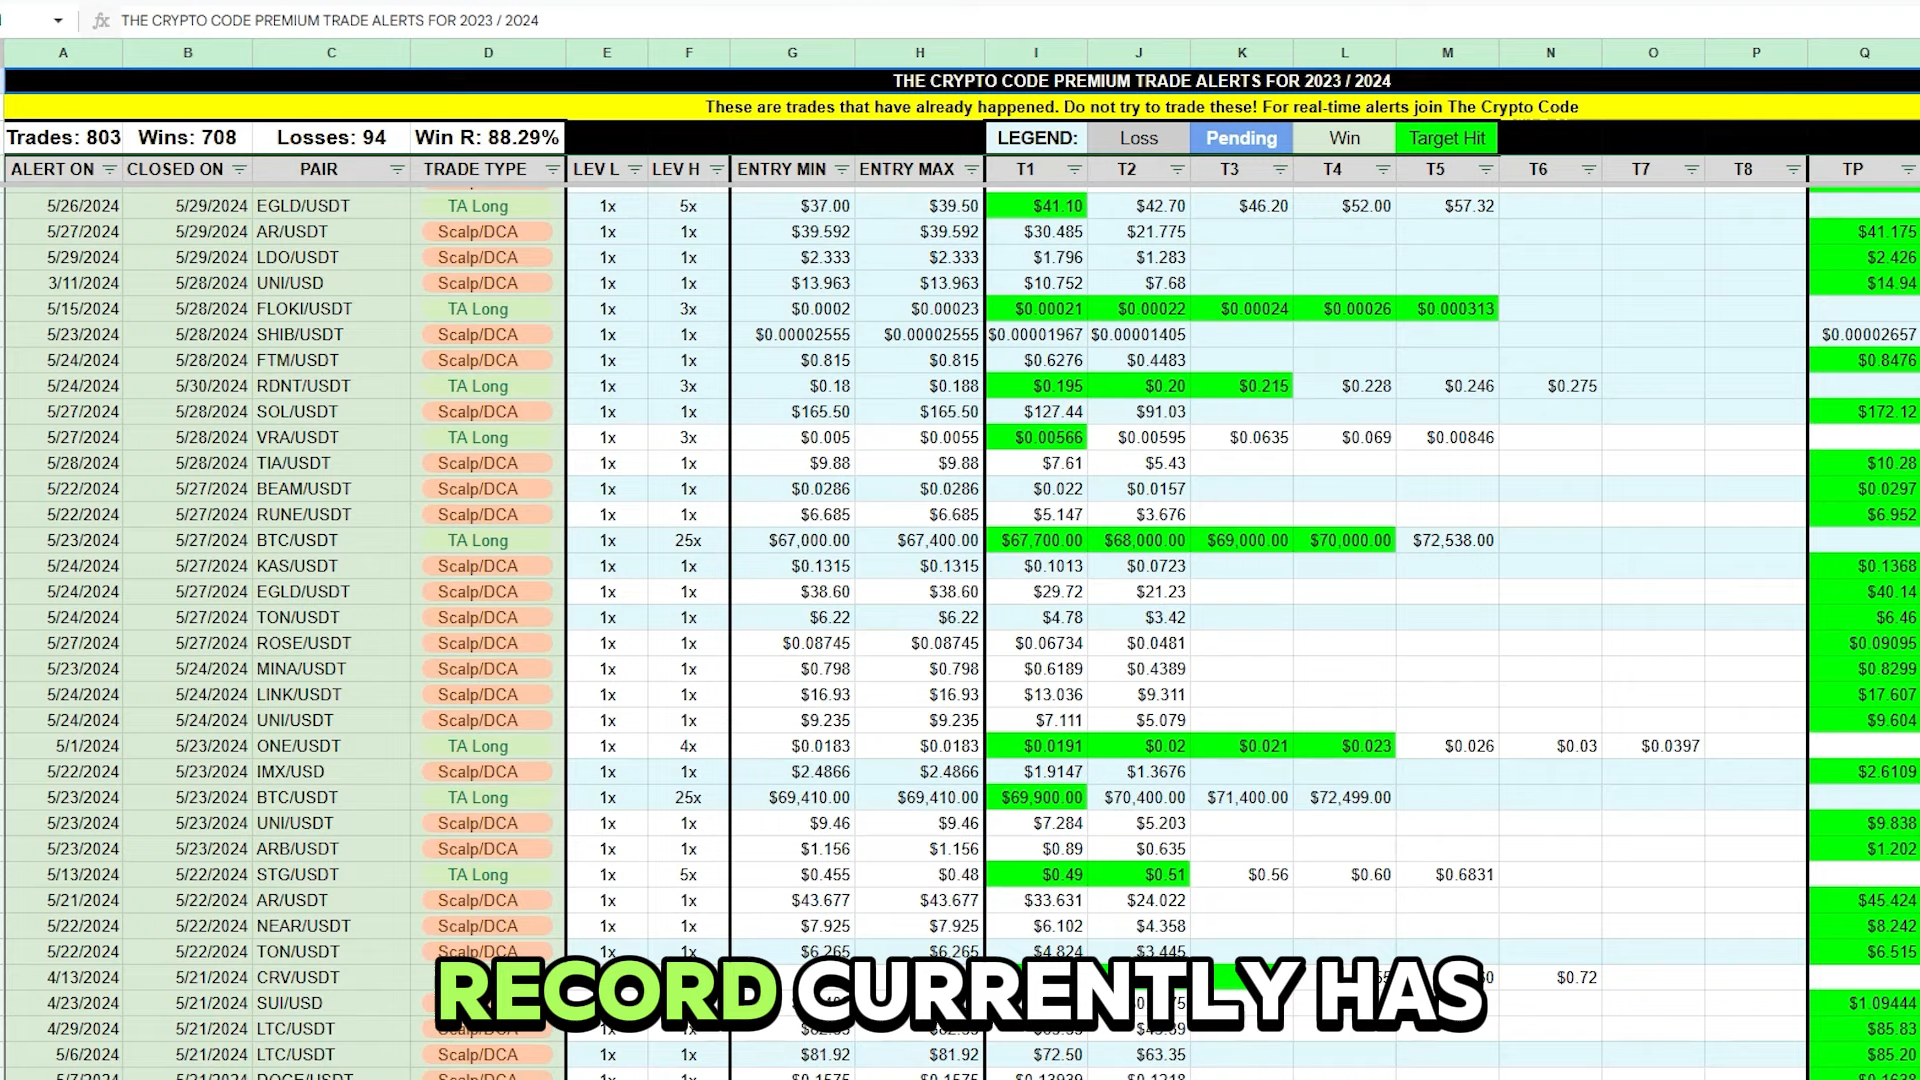 THE CRYPTO CODE PREMIUM TRADE ALERTS FOR 2023 / 2024
A B C D E F G H I J K L M N O P Q
THE CRYPTO CODE PREMIUM TRADE ALERTS FOR 2023 / 2024
These are trades that have already happened. Do not try to trade these! For real-time alerts join The Crypto Code
Trades: 803 Wins: 708 Losses: 94 Win R: 88.29% LEGEND: Loss Pending Win Target Hit
ALERT ON CLOSED ON PAIR TRADE TYPE LEV L LEV H ENTRY MIN ENTRY MAX T1 T2 T3 T4 T5 T6 T7 T8 TP
5/26/2024 5/29/2024 EGLD/USDT TA Long 1x 5x $37.00 $39.50 $41.10 $42.70 $46.20 $52.00 $57.32
5/27/2024 5/29/2024 AR/USDT Scalp/DCA 1x 1x $39.592 $39.592 $30.485 $21.775 $41.175
5/29/2024 5/29/2024 LDO/USDT Scalp/DCA 1x 1x $2.333 $2.333 $1.796 $1.283 $2.426
3/11/2024 5/28/2024 UNI/USD Scalp/DCA 1x 1x $13.963 $13.963 $10.752 $7.68 $14.94
5/15/2024 5/28/2024 FLOKI/USDT TA Long 1x 3x $0.0002 $0.00023 $0.00021 $0.00022 $0.00024 $0.00026 $0.000313
5/23/2024 5/28/2024 SHIB/USDT Scalp/DCA 1x 1x $0.00002555 $0.00002555 $0.00001967 $0.00001405 $0.00002657
5/24/2024 5/28/2024 FTM/USDT Scalp/DCA 1x 1x $0.815 $0.815 $0.6276 $0.4483 $0.8476
5/24/2024 5/30/2024 RDNT/USDT TA Long 1x 3x $0.18 $0.188 $0.195 $0.20 $0.215 $0.228 $0.246 $0.275
5/27/2024 5/28/2024 SOL/USDT Scalp/DCA 1x 1x $165.50 $165.50 $127.44 $91.03 $172.12
5/27/2024 5/28/2024 VRA/USDT TA Long 1x 3x $0.005 $0.0055 $0.00566 $0.00595 $0.0635 $0.069 $0.00846
5/28/2024 5/28/2024 TIA/USDT Scalp/DCA 1x 1x $9.88 $9.88 $7.61 $5.43 $10.28
5/22/2024 5/27/2024 BEAM/USDT Scalp/DCA 1x 1x $0.0286 $0.0286 $0.022 $0.0157 $0.0297
5/22/2024 5/27/2024 RUNE/USDT Scalp/DCA 1x 1x $6.685 $6.685 $5.147 $3.676 $6.952
5/23/2024 5/27/2024 BTC/USDT TA Long 1x 25x $67,000.00 $67,400.00 $67,700.00 $68,000.00 $69,000.00 $70,000.00 $72,538.00
5/24/2024 5/27/2024 KAS/USDT Scalp/DCA 1x 1x $0.1315 $0.1315 $0.1013 $0.0723 $0.1368
5/24/2024 5/27/2024 EGLD/USDT Scalp/DCA 1x 1x $38.60 $38.60 $29.72 $21.23 $40.14
5/24/2024 5/27/2024 TON/USDT Scalp/DCA 1x 1x $6.22 $6.22 $4.78 $3.42 $6.46
5/27/2024 5/27/2024 ROSE/USDT Scalp/DCA 1x 1x $0.08745 $0.08745 $0.06734 $0.0481 $0.09095
5/23/2024 5/24/2024 MINA/USDT Scalp/DCA 1x 1x $0.798 $0.798 $0.6189 $0.4389 $0.8299
5/24/2024 5/24/2024 LINK/USDT Scalp/DCA 1x 1x $16.93 $16.93 $13.036 $9.311 $17.607
5/24/2024 5/24/2024 UNI/USDT Scalp/DCA 1x 1x $9.235 $9.235 $7.111 $5.079 $9.604
5/1/2024 5/23/2024 ONE/USDT TA Long 1x 4x $0.0183 $0.0183 $0.0191 $0.02 $0.021 $0.023 $0.026 $0.03 $0.0397
5/22/2024 5/23/2024 IMX/USD Scalp/DCA 1x 1x $2.4866 $2.4866 $1.9147 $1.3676 $2.6109
5/23/2024 5/23/2024 BTC/USDT TA Long 1x 25x $69,410.00 $69,410.00 $69,900.00 $70,400.00 $71,400.00 $72,499.00
5/23/2024 5/23/2024 UNI/USDT Scalp/DCA 1x 1x $9.46 $9.46 $7.284 $5.203 $9.838
5/23/2024 5/23/2024 ARB/USDT Scalp/DCA 1x 1x $1.156 $1.156 $0.89 $0.635 $1.202
5/13/2024 5/22/2024 STG/USDT TA Long 1x 5x $0.455 $0.48 $0.49 $0.51 $0.56 $0.60 $0.6831
5/21/2024 5/22/2024 AR/USDT Scalp/DCA 1x 1x $43.677 $43.677 $33.631 $24.022 $45.424
5/22/2024 5/22/2024 NEAR/USDT Scalp/DCA 1x 1x $7.925 $7.925 $6.102 $4.358 $8.242
5/22/2024 5/22/2024 TON/USDT Scalp/DCA 1x 1x $6.265 $6.265 $4.824 $3.445 $6.515
4/13/2024 5/21/2024 CRV/USDT $0.72
4/23/2024 5/21/2024 SUI/USD $1.09444
4/29/2024 5/21/2024 LTC/USDT $85.83
5/6/2024 5/21/2024 LTC/USDT Scalp/DCA 1x 1x $81.92 $81.92 $72.50 $63.35 $85.20
RECORD CURRENTLY HAS